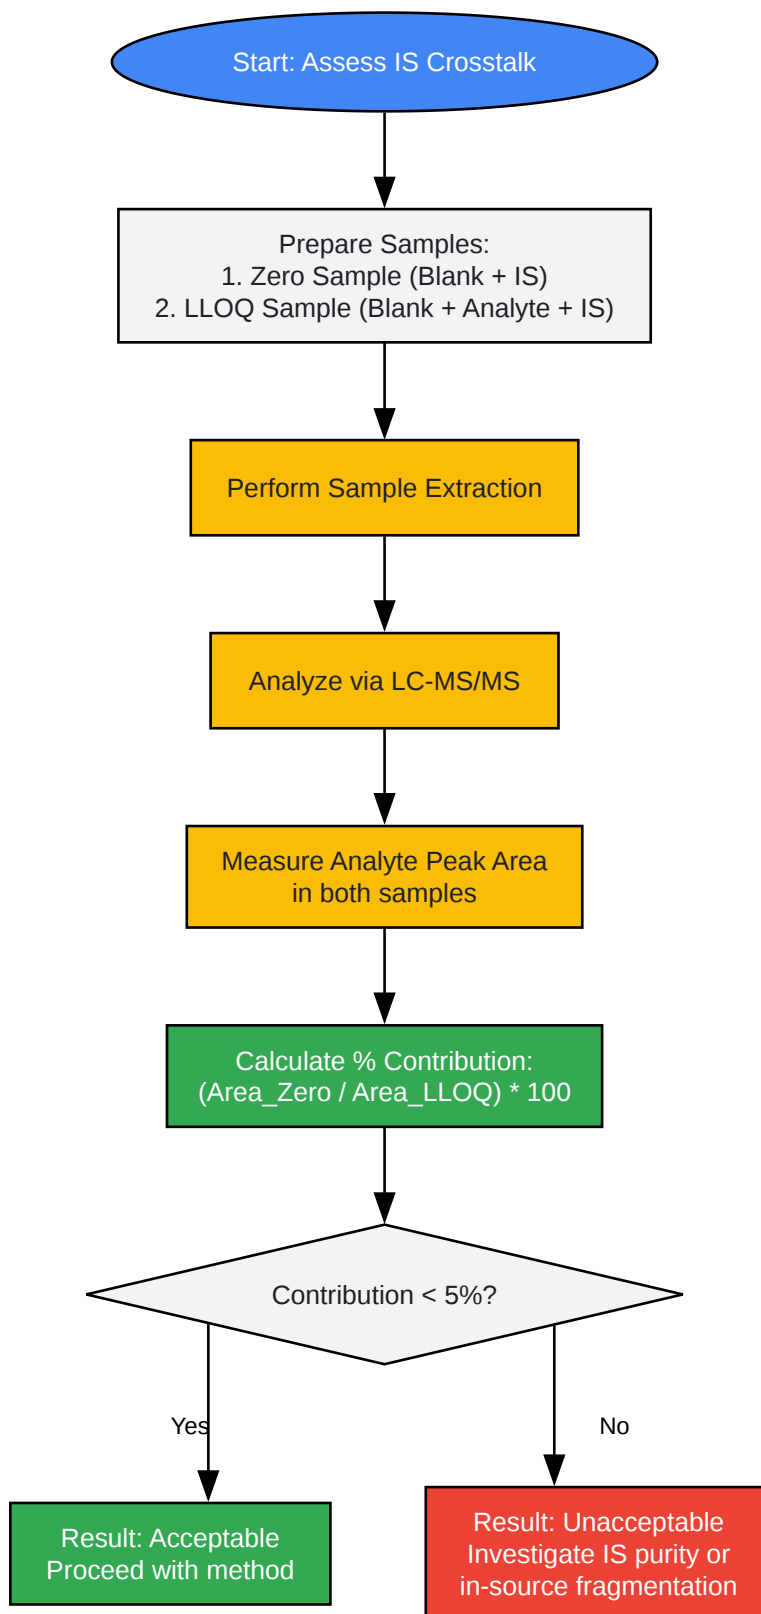 Start: Assess IS Crosstalk
Prepare Samples:
1. Zero Sample (Blank + IS)
2. LLOQ Sample (Blank + Analyte + IS)
Perform Sample Extraction
Analyze via LC-MS/MS
Measure Analyte Peak Area
in both samples
Calculate % Contribution:
(Area_Zero / Area_LLOQ) * 100
Contribution < 5%?
Yes
No
Result: Acceptable
Proceed with method
Result: Unacceptable
Investigate IS purity or
in-source fragmentation